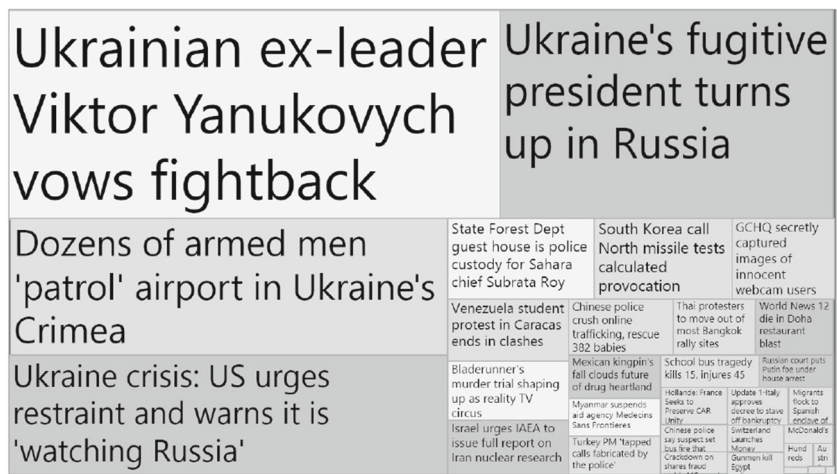 Ukrainian ex-leader
Viktor Yanukovych
vows fightback
Ukraine's fugitive
president turns
up in Russia
Dozens of armed men
'patrol' airport in Ukraine's
Crimea
Ukraine crisis: US urges
restraint and warns it is
'watching Russia'
State Forest Dept
guest house is police
custody for Sahara
chief Subrata Roy
South Korea call
North missile tests
calculated
provocation
GCHQ secretly
captured
images of
innocent
webcam users
Venezuela student
protest in Caracas
ends in clashes
Chinese police
crush online
trafficking, rescue
382 babies
Thai protesters
to move out of
most Bangkok
rally sites
World News 12
die in Doha
restaurant
blast
Bladerunner's
murder trial shaping
up as reality TV
circus
Israel urges IAEA to
issue full report on
Iran nuclear research
Mexican kingpin's
fall clouds future
of drug heartland
Myanmar suspends
aid agency Medecins
Sans Frontieres
Turkey PM 'tapped
calls fabricated by
the police'
School bus tragedy
kills 15, injures 45
Russian court puts
Putin foe under
house arrest
Hollande: France
Seeks to
Preserve CAR
Unity
Update 1-Italy
approves
decree to stave
off bankruptcy
Migrants
flock to
Spanish
enclave of
Chinese police
say suspect set
bus fire that
Switzerland
Launches
Money
McDonald's
Crackdown on
shares fraud
Gunmen kill
Egypt
Hund
reds
Au
stri